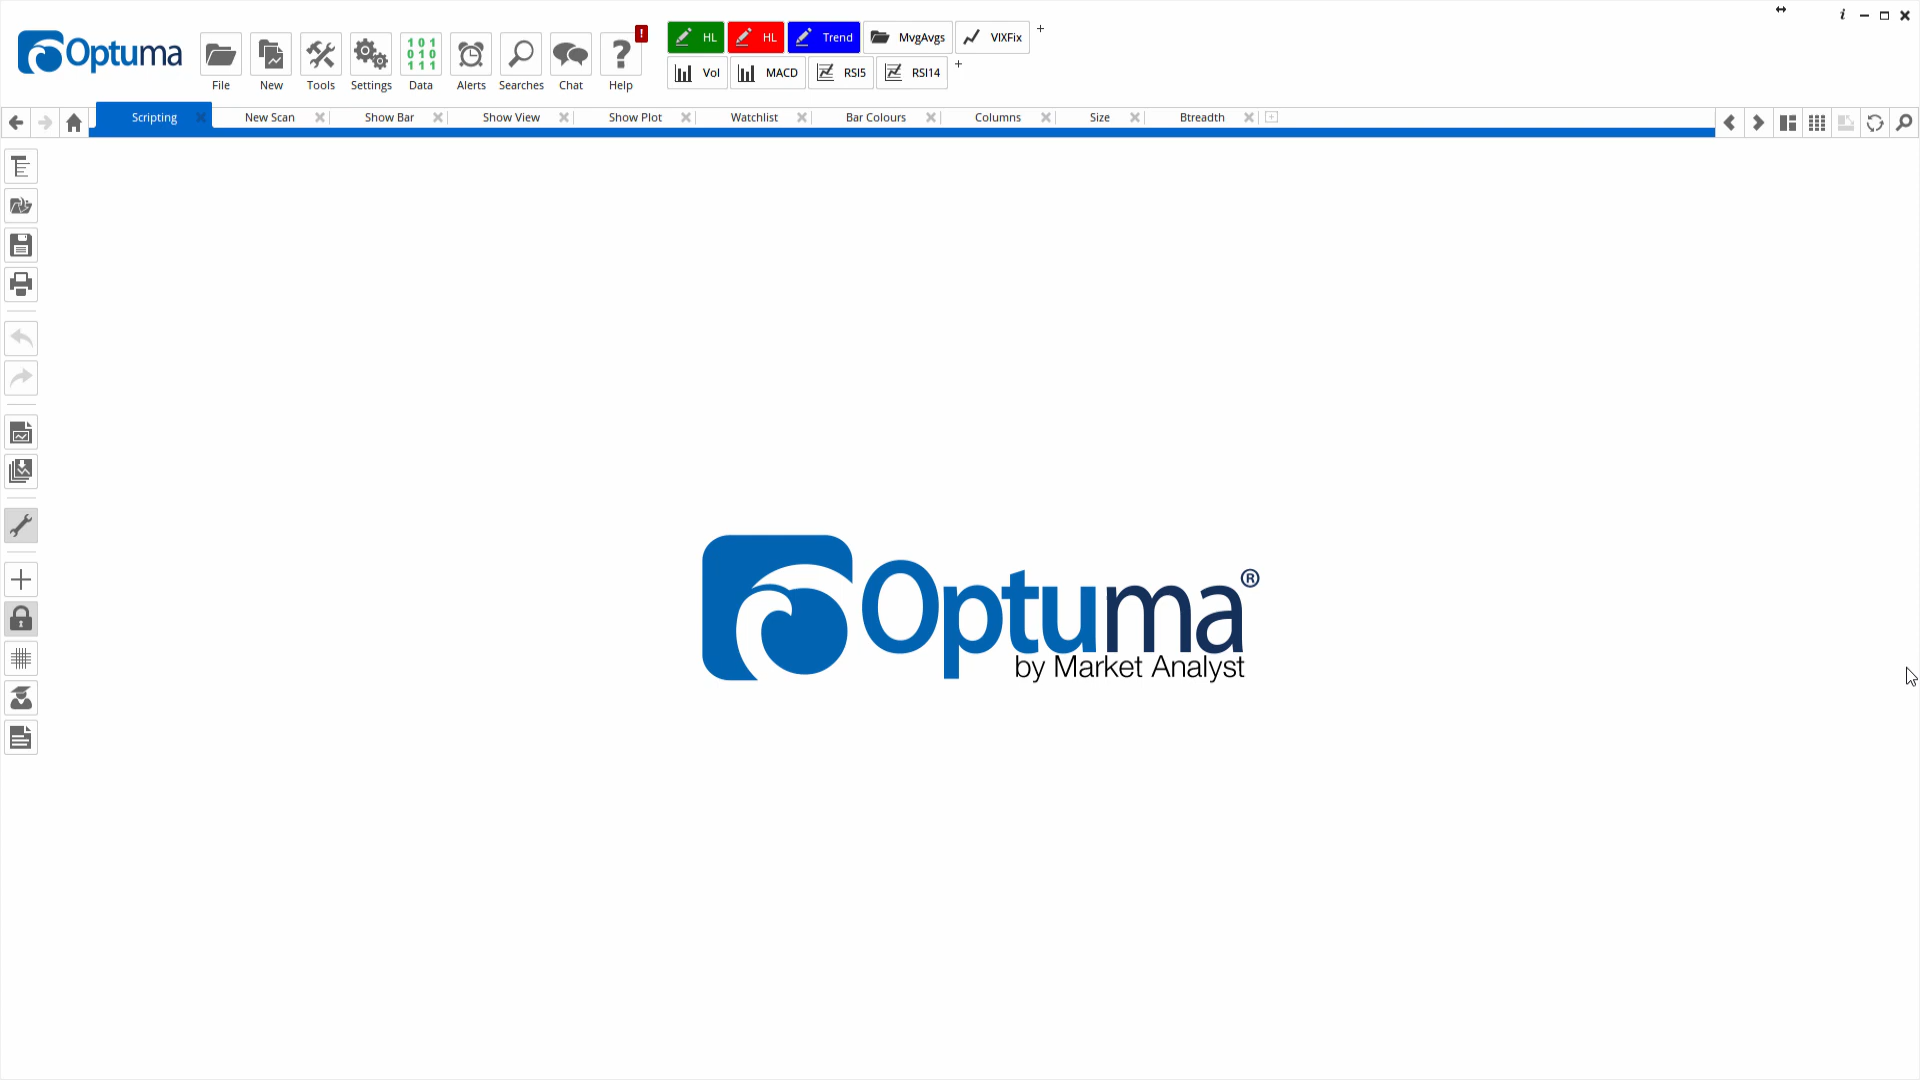 Optuma
File New Tools Settings Data Alerts Searches Chat Help
HL HL Trend MvgAvgs VIXFix
Vol MACD RSI5 RSI14
Scripting New Scan Show Bar Show View Show Plot Watchlist Bar Colours Columns Size Btreadth
Optuma®
by Market Analyst